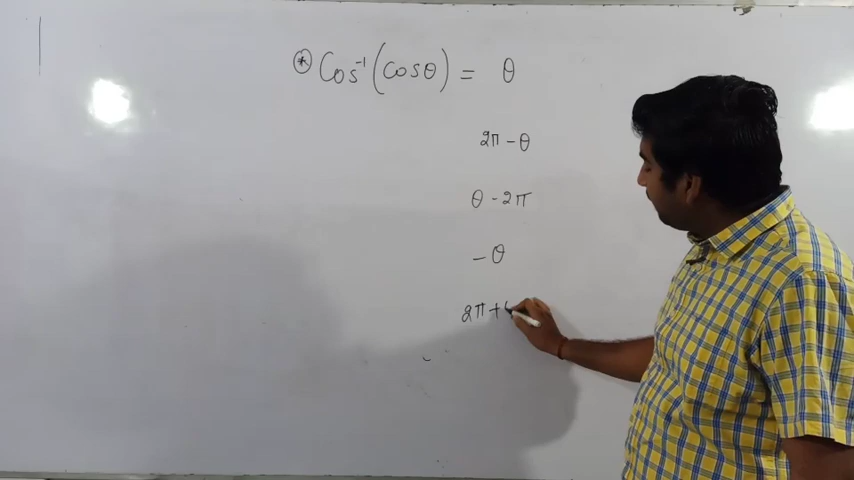 * Cos⁻¹(Cosθ) = θ
2π - θ
θ - 2π
- θ
2π +